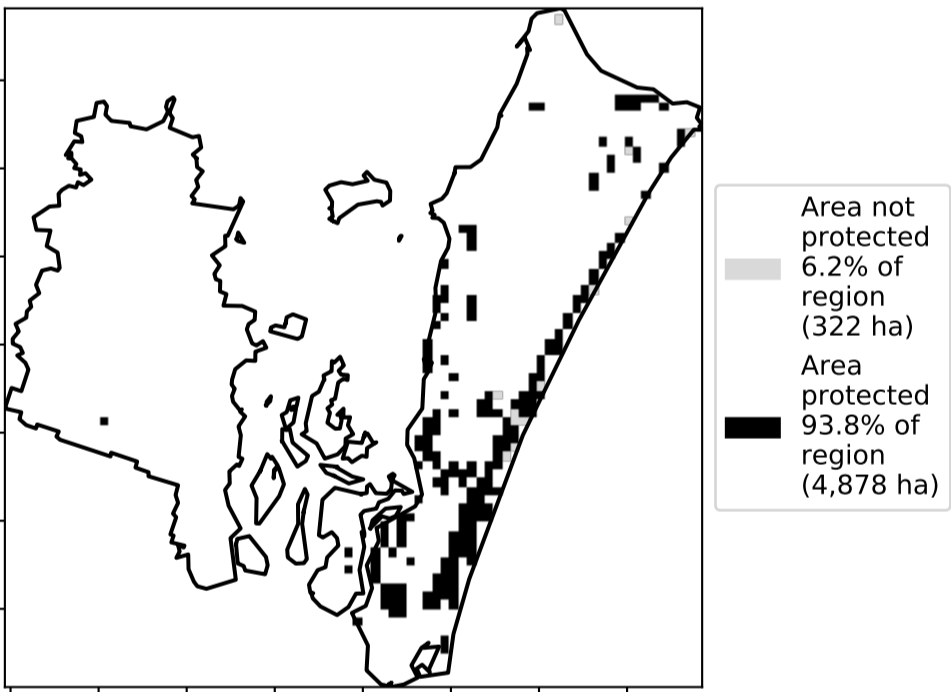 Area not
protected
6.2% of
region
(322 ha)
Area
protected
93.8% of
region
(4,878 ha)